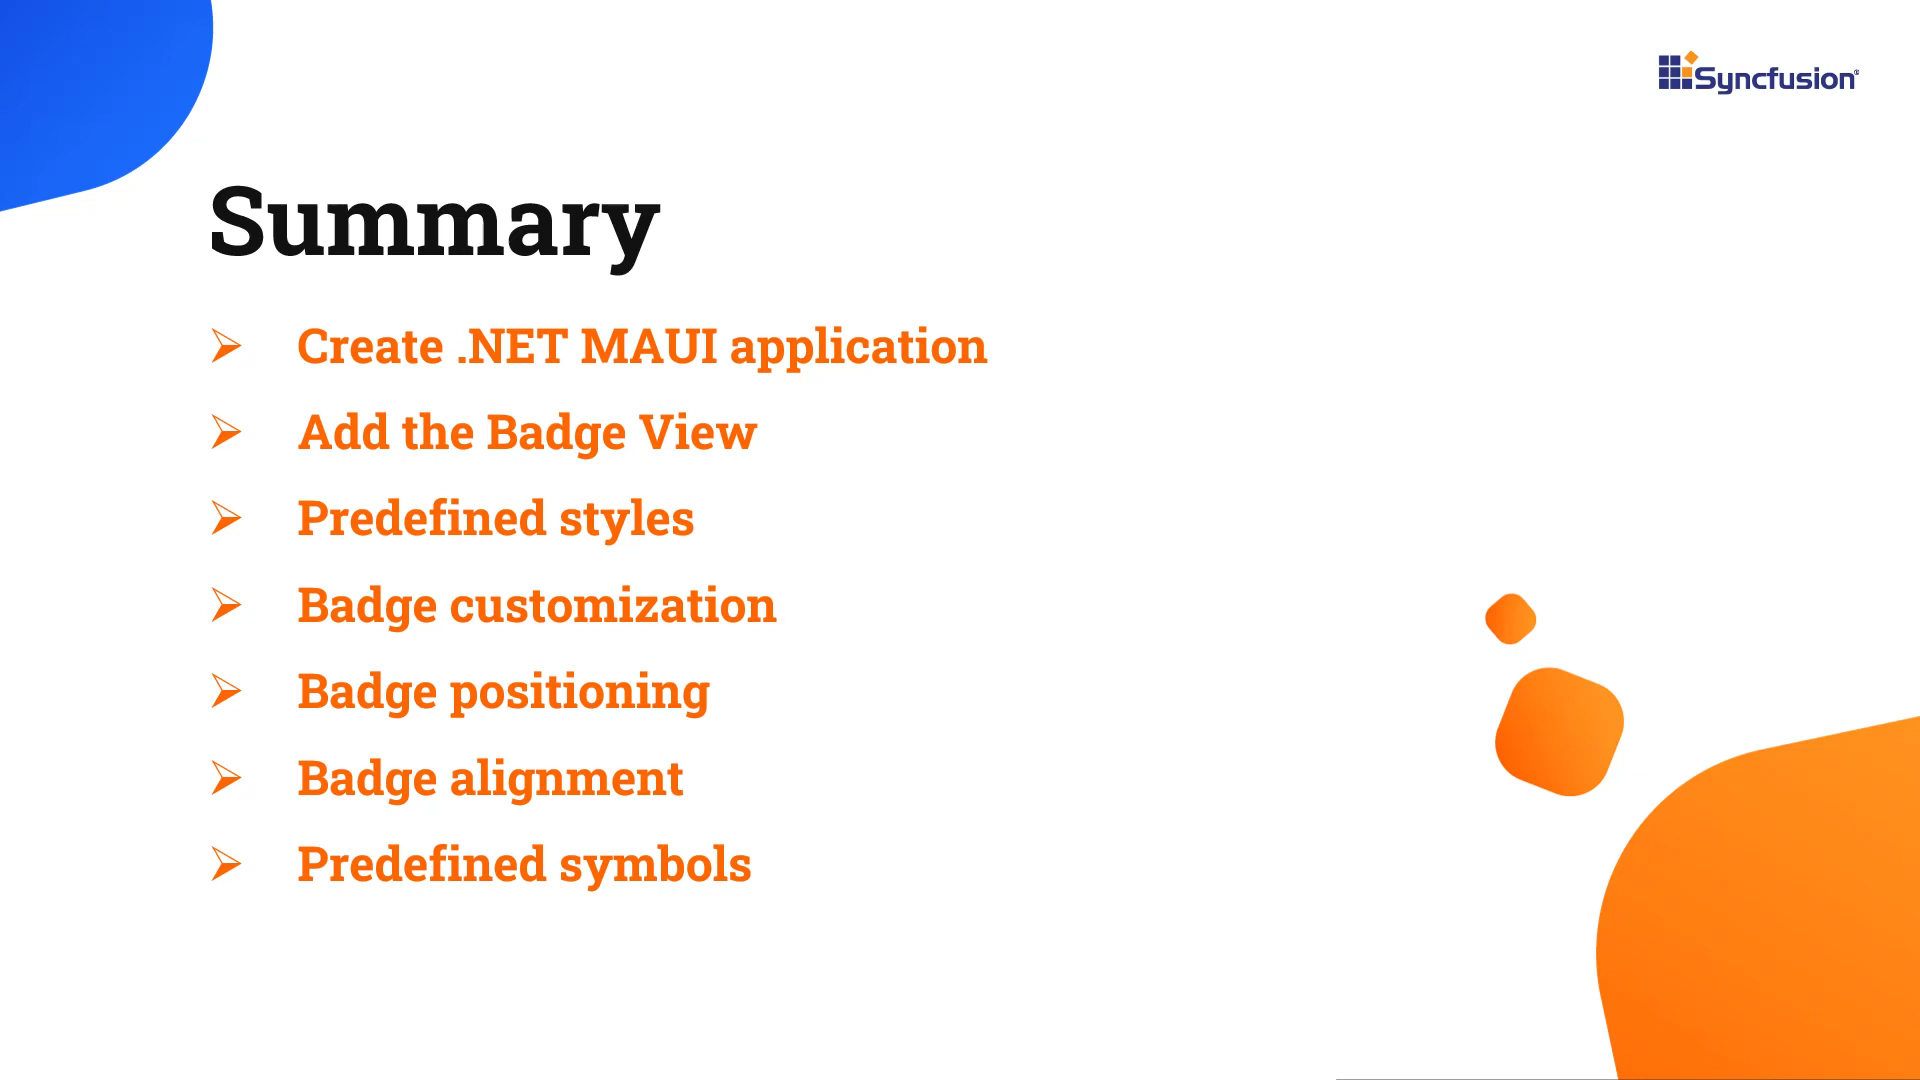 Syncfusion®
Summary
➢ Create .NET MAUI application
➢ Add the Badge View
➢ Predefined styles
➢ Badge customization
➢ Badge positioning
➢ Badge alignment
➢ Predefined symbols